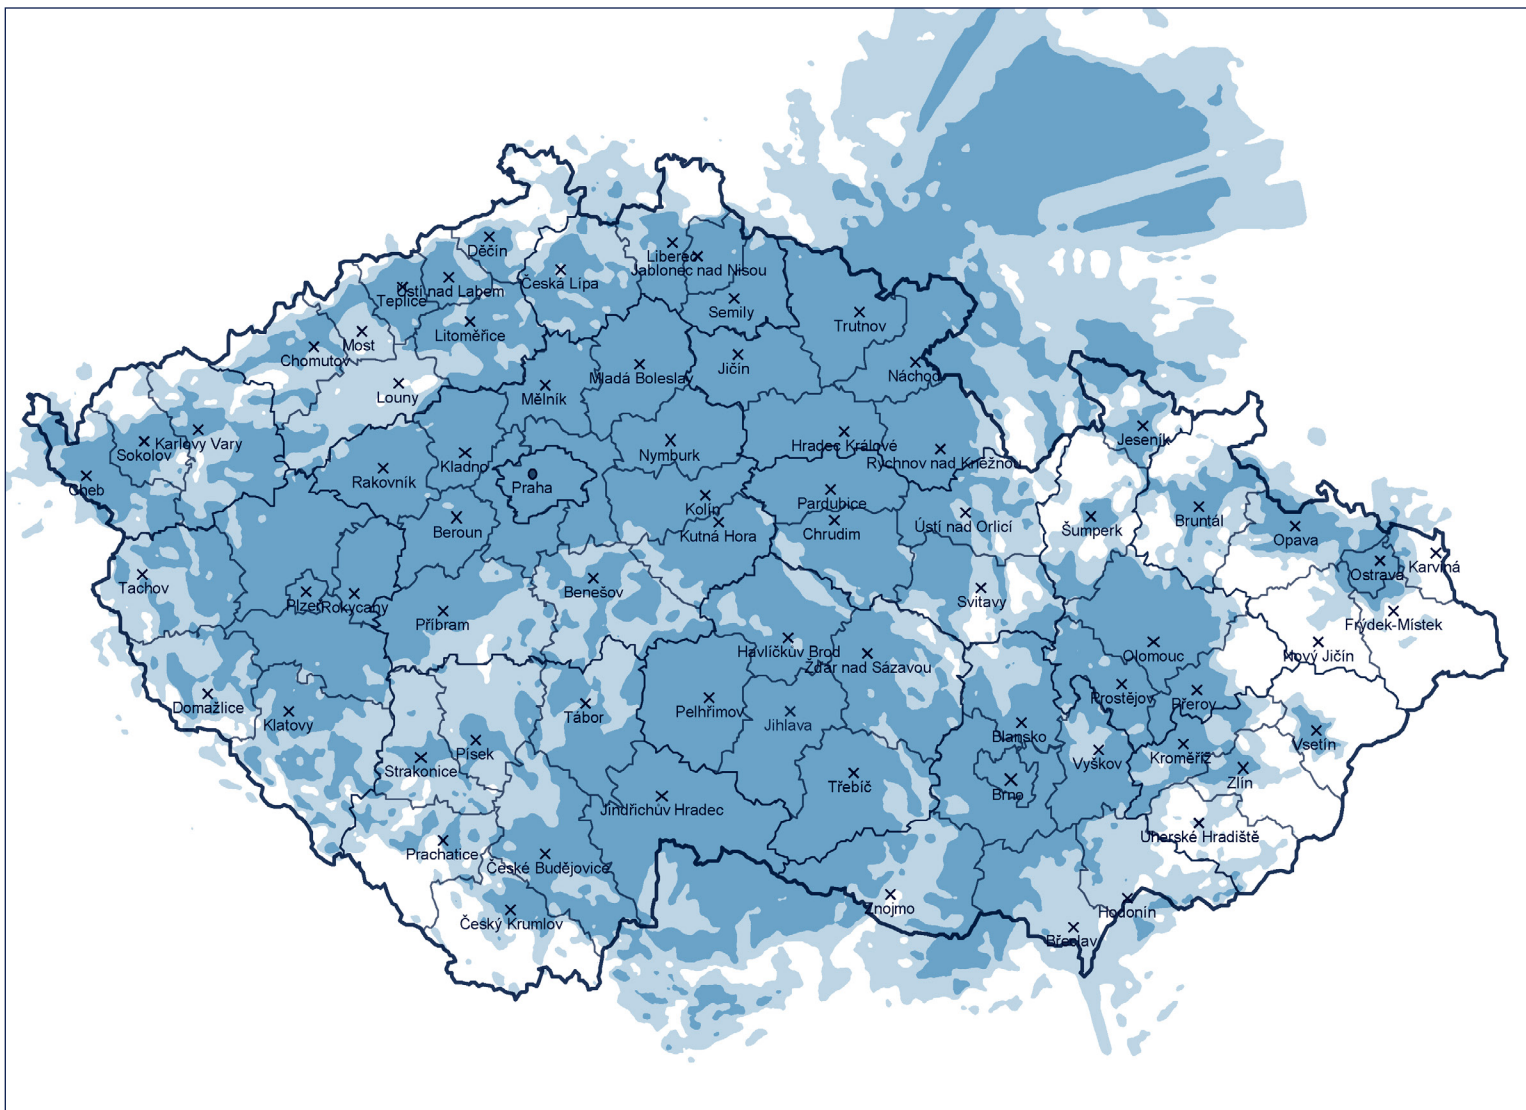 Děčín
Liberec
Jablonec nad Nisou
Česká Lípa
Ústí nad Labem
Teplice
Semily
Trutnov
Litoměřice
Most
Chomutov
Jičín
Náchod
Mladá Boleslav
Louny
Mělník
Jeseník
Karlovy Vary
Sokolov
Hradec Králové
Nymburk
Kladno
Rychnov nad Kněžnou
Rakovník
Cheb
Praha
Pardubice
Kolín
Bruntál
Ústí nad Orlicí
Šumperk
Beroun
Kutná Hora
Chrudim
Opava
Karviná
Ostrava
Tachov
Benešov
Svitavy
Plzeň
Rokycany
Příbram
Frýdek-Místek
Havlíčkův Brod
Olomouc
Nový Jičín
Žďár nad Sázavou
Prostějov
Přerov
Domažlice
Pelhřimov
Tábor
Jihlava
Klatovy
Blansko
Vsetín
Písek
Kroměříž
Vyškov
Strakonice
Zlín
Třebíč
Brno
Jindřichův Hradec
Uherské Hradiště
Prachatice
České Budějovice
Znojmo
Hodonín
Český Krumlov
Břeclav